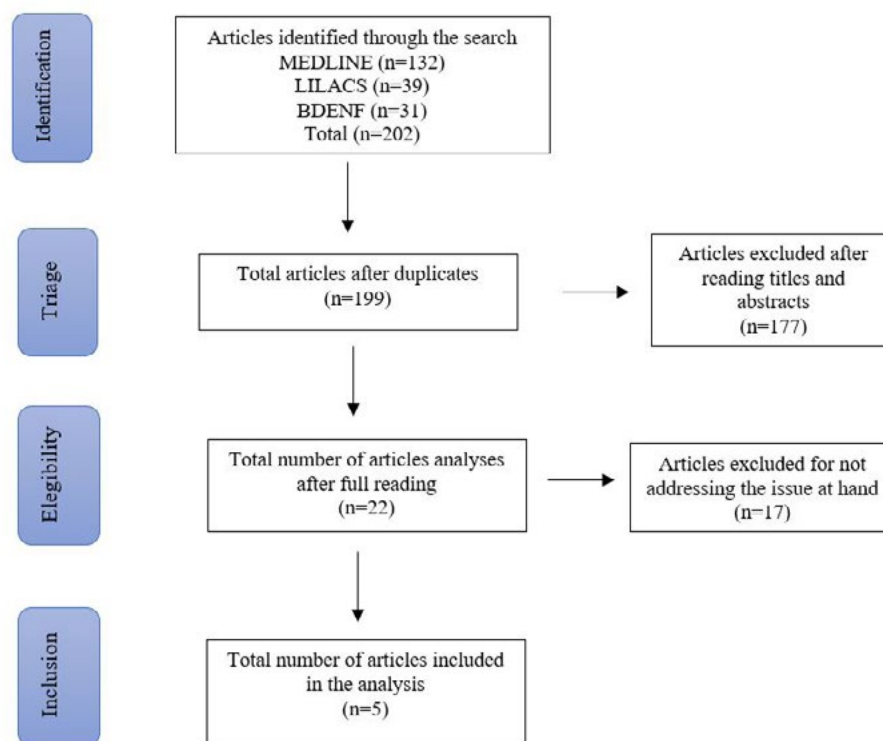 Identification
Articles identified through the search
MEDLINE (n=132)
LILACS (n=39)
BDENF (n=31)
Total (n=202)
Triage
Total articles after duplicates
(n=199)
Articles excluded after
reading titles and
abstracts
(n=177)
Elegibility
Total number of articles analyses
after full reading
(n=22)
Articles excluded for not
addressing the issue at hand
(n=17)
Inclusion
Total number of articles included
in the analysis
(n=5)